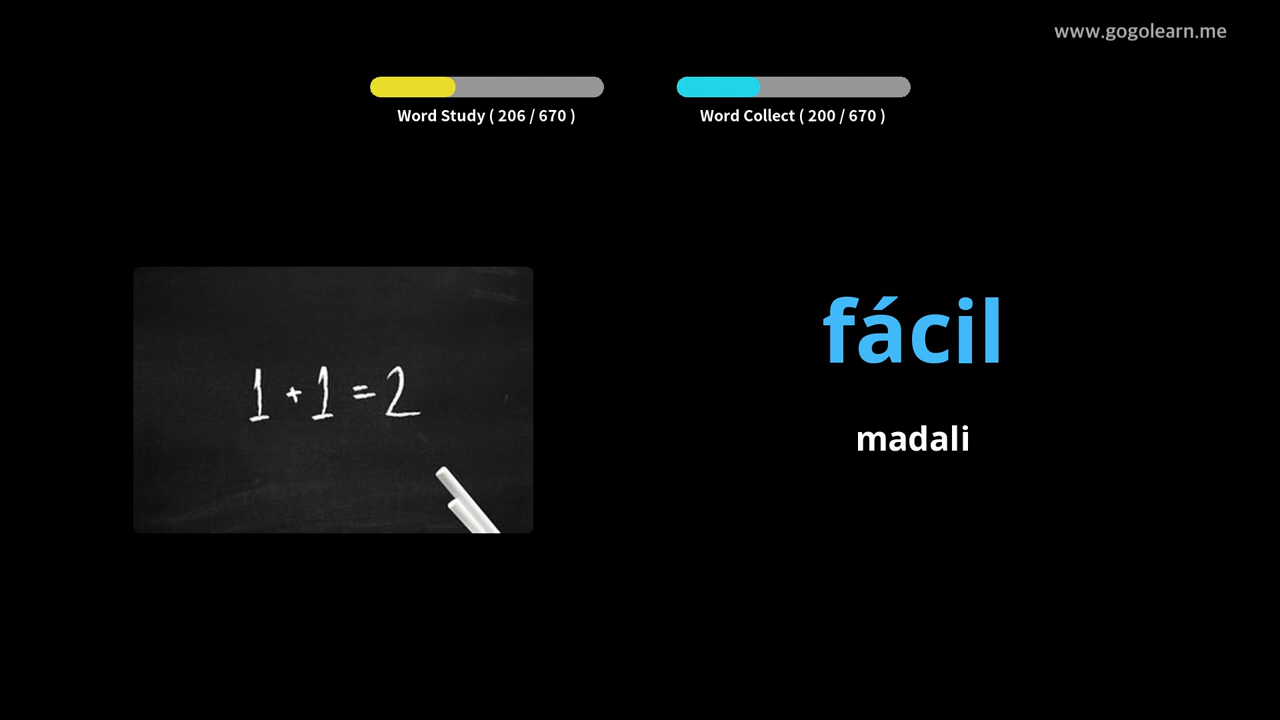 www.gogolearn.me
Word Study ( 206 / 670 )
Word Collect ( 200 / 670 )
1 + 1 = 2
fácil
madali